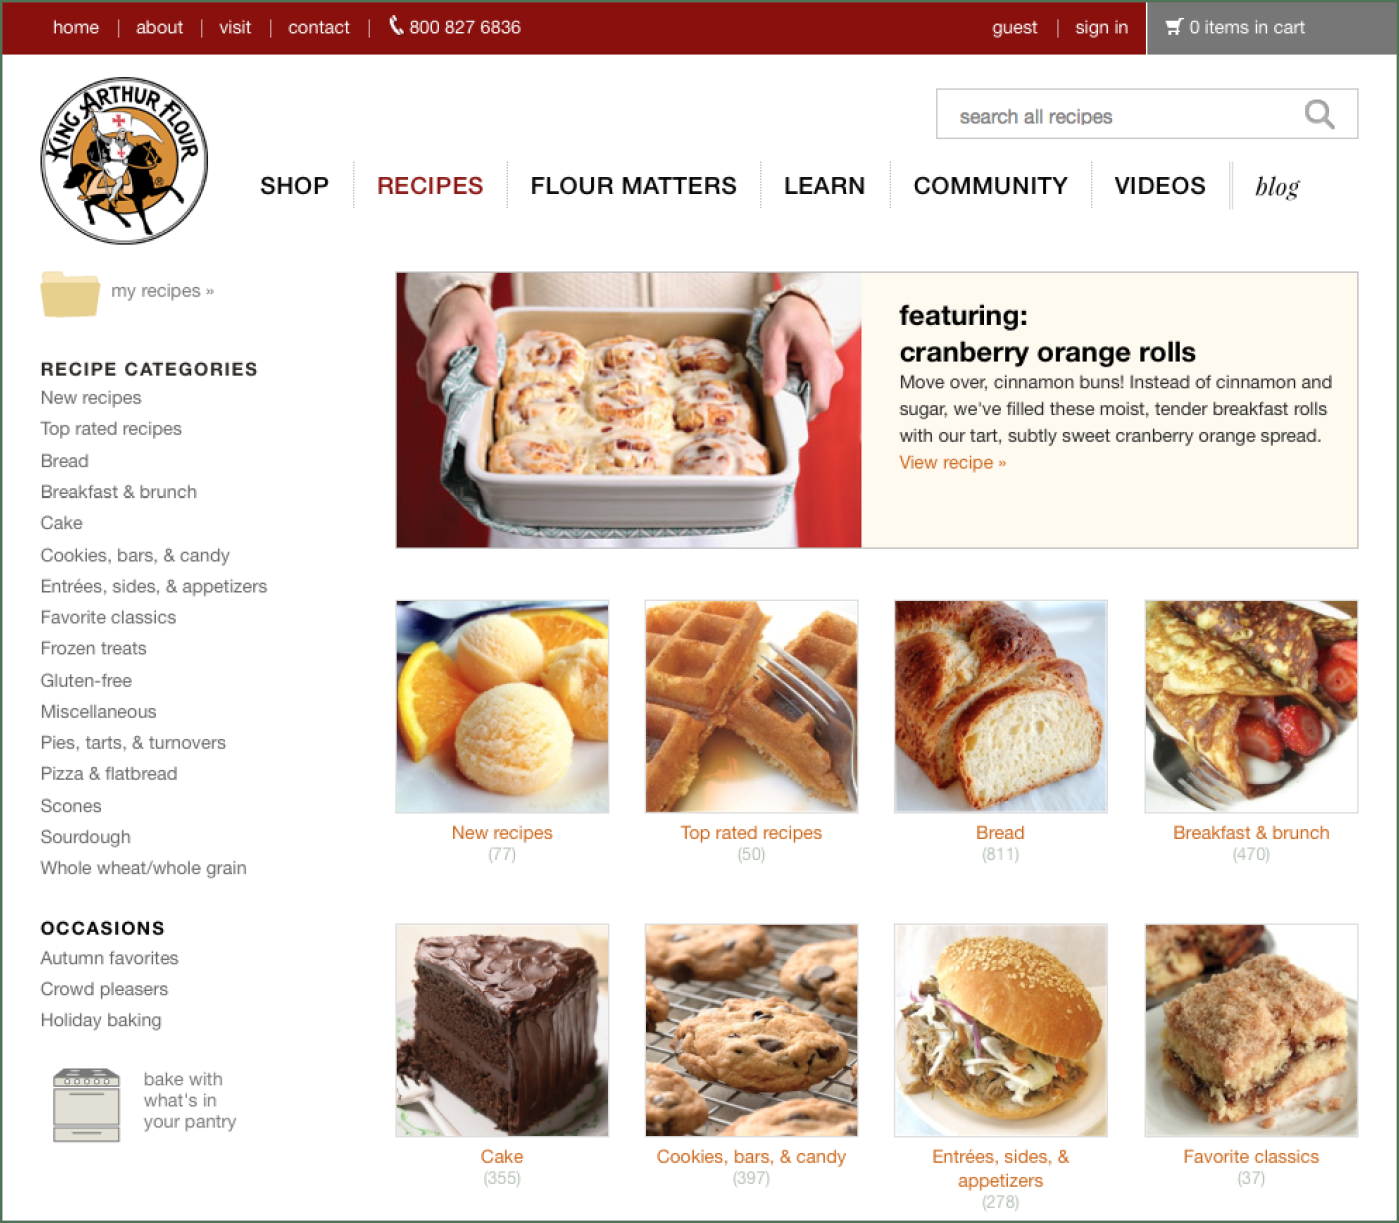 home | about | visit | contact | 800 827 6836
guest | sign in
0 items in cart
KING ARTHUR FLOUR
®
search all recipes
SHOP
RECIPES
FLOUR MATTERS
LEARN
COMMUNITY
VIDEOS
blog
my recipes »
RECIPE CATEGORIES
New recipes
Top rated recipes
Bread
Breakfast & brunch
Cake
Cookies, bars, & candy
Entrées, sides, & appetizers
Favorite classics
Frozen treats
Gluten-free
Miscellaneous
Pies, tarts, & turnovers
Pizza & flatbread
Scones
Sourdough
Whole wheat/whole grain
OCCASIONS
Autumn favorites
Crowd pleasers
Holiday baking
bake with
what's in
your pantry
featuring:
cranberry orange rolls
Move over, cinnamon buns! Instead of cinnamon and
sugar, we've filled these moist, tender breakfast rolls
with our tart, subtly sweet cranberry orange spread.
View recipe »
New recipes
(77)
Top rated recipes
(50)
Bread
(811)
Breakfast & brunch
(470)
Cake
(355)
Cookies, bars, & candy
(397)
Entrées, sides, &
appetizers
(278)
Favorite classics
(37)